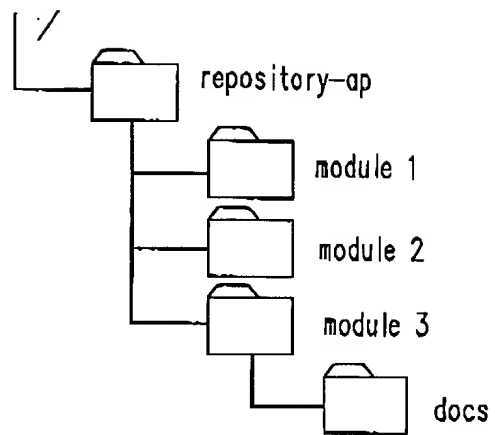 /
repository-ap
module 1
module 2
module 3
docs